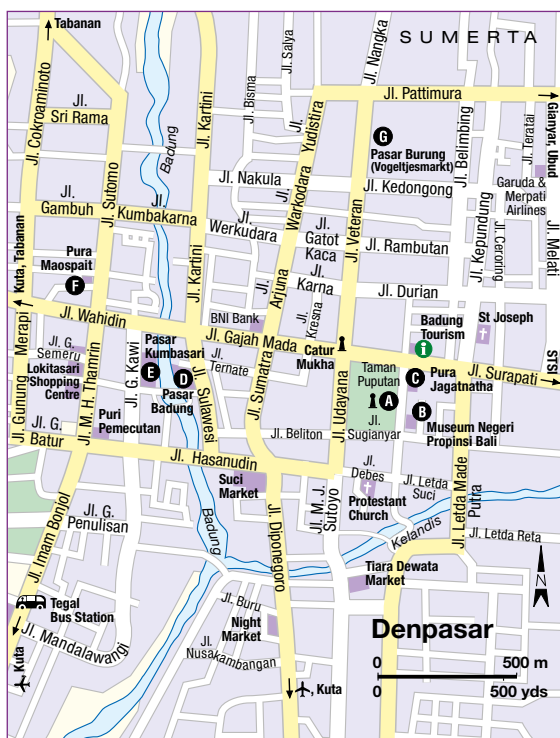 Tabanan
SUMERTA
Jl. Cokroaminoto
Jl.
Sri Rama
Jl. Sutomo
Badung
Jl. Kartini
Jl. Bisma
Jl. Salya
Jl. Nangka
Jl. Pattimura
Gianyar, Ubud
Yudistira
Warkodara
Jl.
G
Pasar Burung
(Vogeltjesmarkt)
Jl. Belimbing
Jl. Teratai
Jl. Nakula
Jl. Kedongong
Garuda &
Merpati
Airlines
Jl.
Gambuh
Jl.
Kumbakarna
Jl.
Werkudara
Jl.
Gatot
Kaca
Jl. Veteran
Jl. Rambutan
Jl. Kepundung
Jl. Ceroring
Jl. Melati
Pura
Maospait
F
Kuta, Tabanan
Jl. Kartini
Arjuna
Jl.
Karna
Jl. Durian
Jl. Kresna
Jl. Wahidin
BNI Bank
Jl. Gajah Mada
Catur
Mukha
Badung
Tourism
i
St Joseph
Jl. Surapati
STSI
Merapi
Jl. Gunung
Jl. G.
Semeru
Lokitasari
Shopping
Centre
Jl. M. H. Thamrin
Jl. G. Kawi
Pasar
Kumbasari
E
D
Pasar
Badung
Jl.
Ternate
Jl. Sulawesi
Jl. Sumatra
Jl. Udayana
Taman
Puputan
A
C
Pura
Jagatnatha
B
Museum Negeri
Propinsi Bali
Puri
Pemecutan
Jl. G.
Batur
Jl. Beliton
Jl.
Sugianyar
Jl. Hasanudin
Suci
Market
Jl.
Debes
Jl. Letda
Suci
Jl. Letda Made
Putra
Protestant
Church
Jl. M. J.
Sutoyo
Jl. G.
Penulisan
Jl. Imam Bonjol
Badung
Jl. Diponegoro
Kelandis
Jl. Letda Reta
Tiara Dewata
Market
Tegal
Bus Station
Jl. Mandalawangi
Jl. Buru
Night
Market
Jl.
Nusakambangan
Kuta
, Kuta
Denpasar
0 500 m
0 500 yds
N